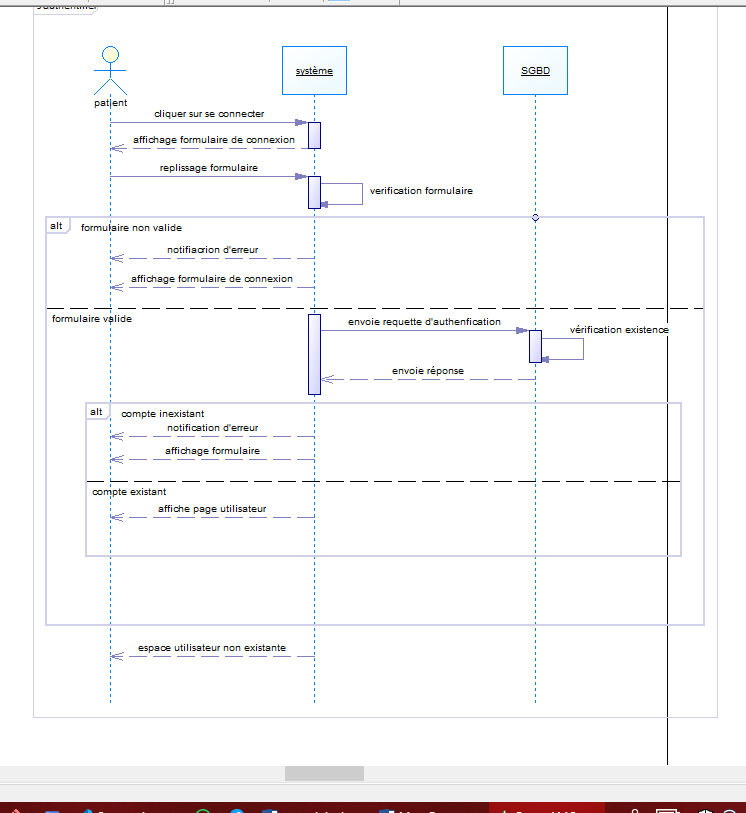 s'authentifier
système
SGBD
patient
cliquer sur se connecter
affichage formulaire de connexion
replissage formulaire
verification formulaire
alt
formulaire non valide
notifiacrion d'erreur
affichage formulaire de connexion
formulaire valide
envoie requette d'authenfication
vérification existence
envoie réponse
alt
compte inexistant
notification d'erreur
affichage formulaire
compte existant
affiche page utilisateur
espace utilisateur non existante